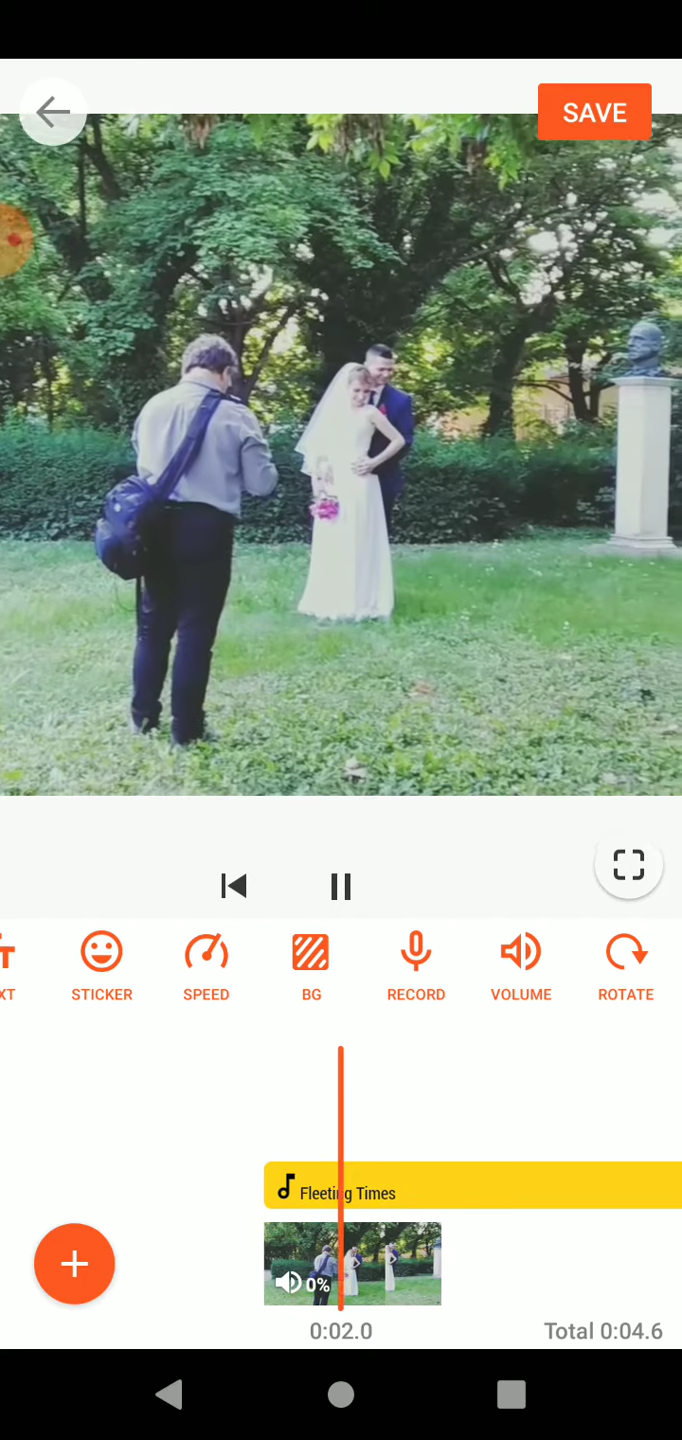 SAVE
XT
STICKER
SPEED
BG
RECORD
VOLUME
ROTATE
Fleeting Times
0%
0:02.0
Total 0:04.6